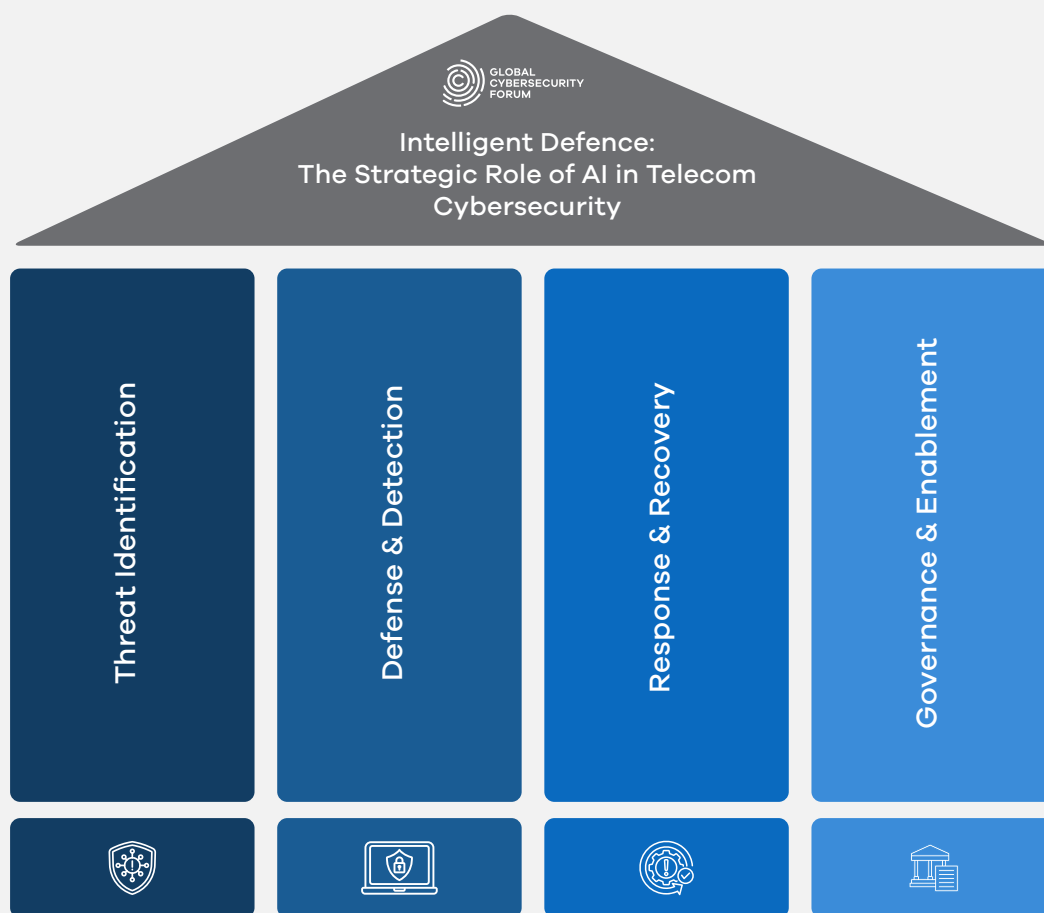 GLOBAL
CYBERSECURITY
FORUM
Intelligent Defence:
The Strategic Role of AI in Telecom
Cybersecurity
Threat Identification
Defense & Detection
Response & Recovery
Governance & Enablement